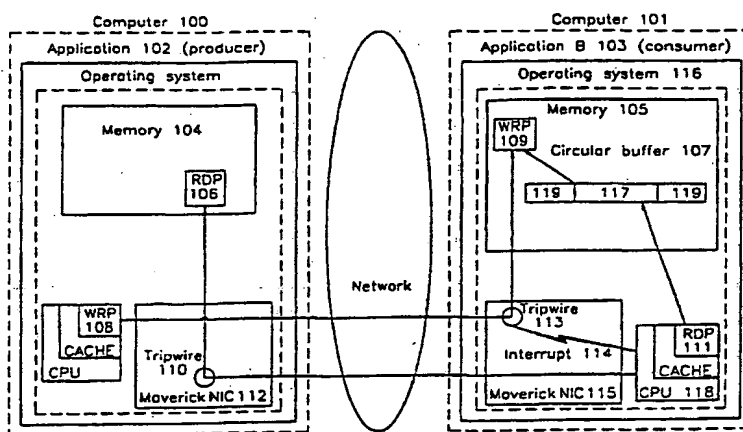 Computer 100
Application 102 (producer)
Operating system
Memory 104
RDP
106
WRP
108
CACHE
CPU
Tripwire
110
Maverick NIC 112
Network
Computer 101
Application B 103 (consumer)
Operating system 116
Memory 105
WRP
109
Circular buffer 107
119
117
119
Tripwire
113
Interrupt 114
Maverick NIC 115
RDP
111
CACHE
CPU 118